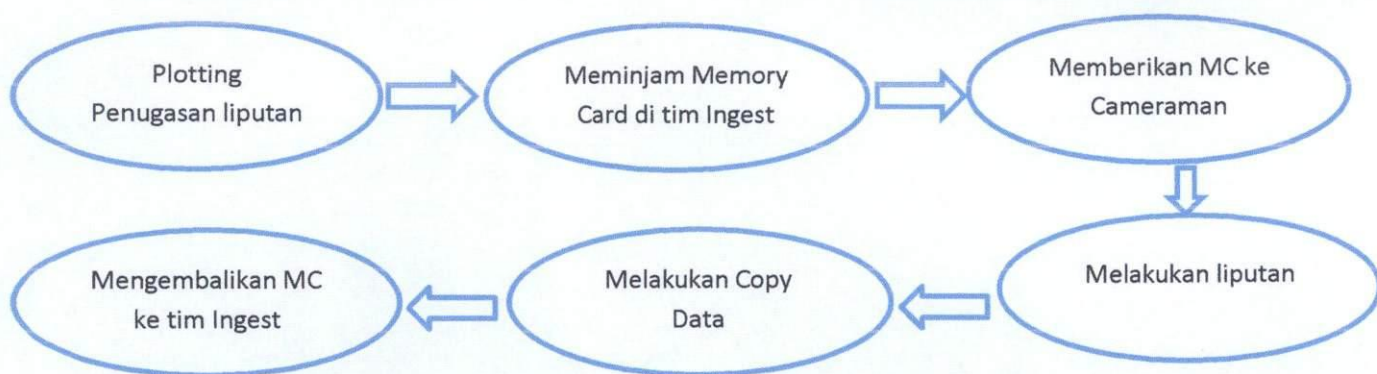 Plotting
Penugasan liputan
Meminjam Memory
Card di tim Ingest
Memberikan MC ke
Cameraman
Melakukan liputan
Melakukan Copy
Data
Mengembalikan MC
ke tim Ingest